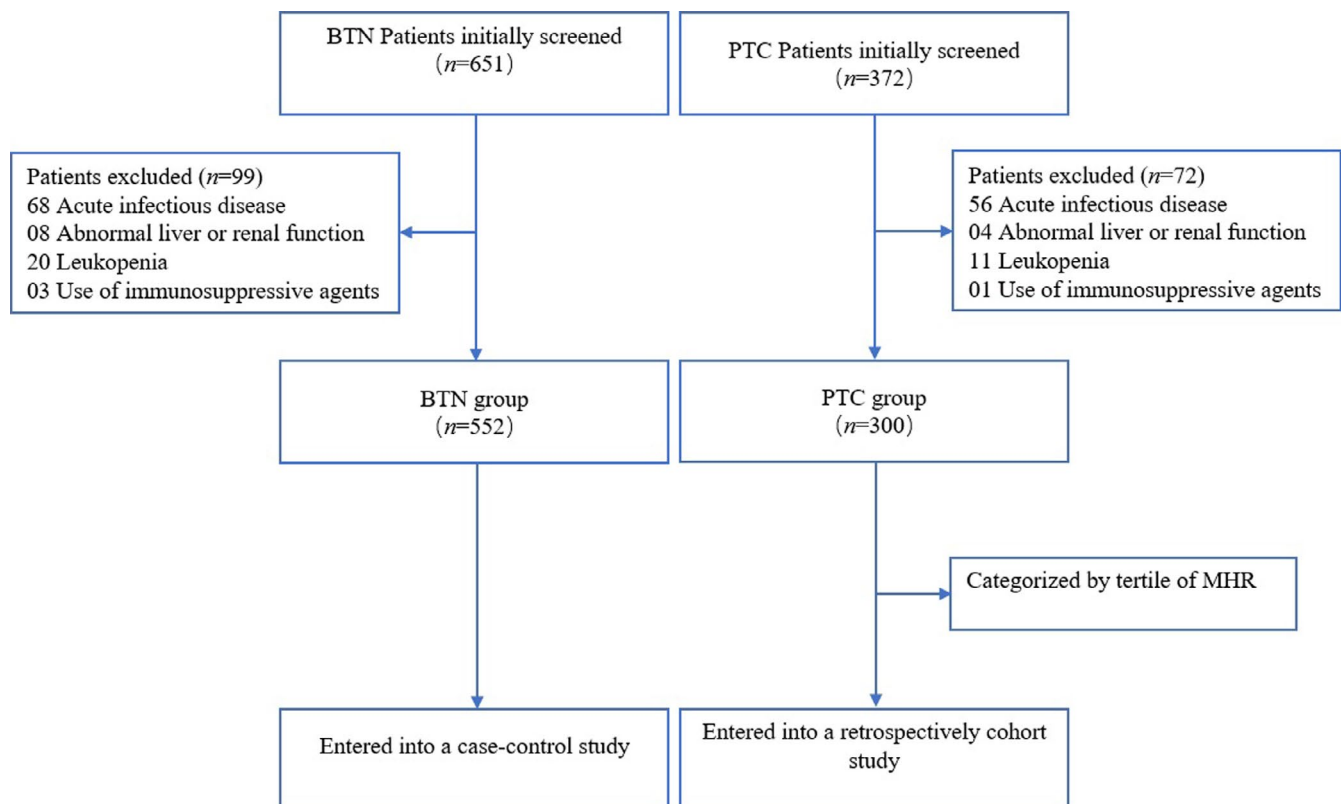 BTN Patients initially screened
(n=651)
PTC Patients initially screened
(n=372)
Patients excluded (n=99)
68 Acute infectious disease
08 Abnormal liver or renal function
20 Leukopenia
03 Use of immunosuppressive agents
Patients excluded (n=72)
56 Acute infectious disease
04 Abnormal liver or renal function
11 Leukopenia
01 Use of immunosuppressive agents
BTN group
(n=552)
PTC group
(n=300)
Categorized by tertile of MHR
Entered into a case-control study
Entered into a retrospectively cohort
study